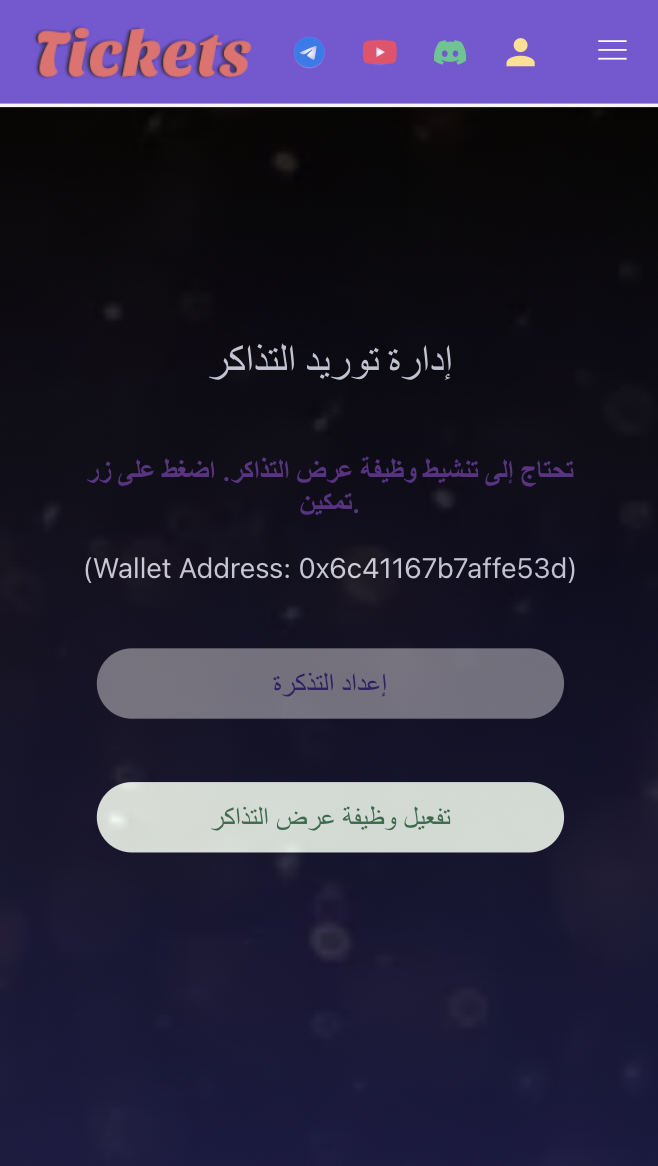 Tickets
إدارة توريد التذاكر
تحتاج إلى تنشيط وظيفة عرض التذاكر. اضغط على زر
تمكين.
(Wallet Address: 0x6c41167b7affe53d)
إعداد التذكرة
تفعيل وظيفة عرض التذاكر